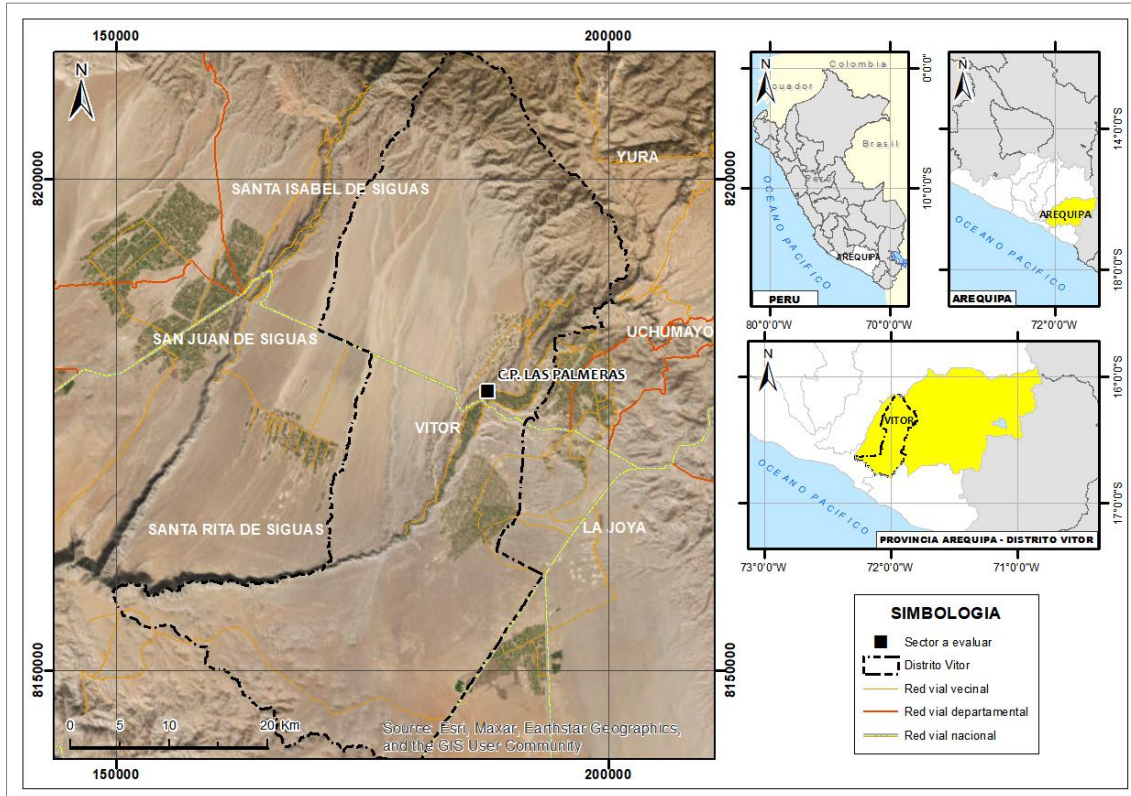 150000
200000
N
YURA
SANTA ISABEL DE SIGUAS
8200000
8200000
SAN JUAN DE SIGUAS
UCHUMAYO
C.P. LAS PALMERAS
VITOR
SANTA RITA DE SIGUAS
LA JOYA
8150000
8150000
0 5 10 20 Km
Source: Esri, Maxar, Earthstar Geographics,
and the GIS User Community
150000
200000
N
Colombia
Ecuador
Brasil
Peru
OCEANO PACIFICO
AREQUIPA
PERU
0°0'0"
10°0'0"S
80°0'0"W
70°0'0"W
N
AREQUIPA
OCEANO PACIFICO
AREQUIPA
14°0'0"S
18°0'0"S
72°0'0"W
N
VITOR
OCEANO PACIFICO
PROVINCIA AREQUIPA - DISTRITO VITOR
16°0'0"S
17°0'0"S
73°0'0"W
72°0'0"W
71°0'0"W
SIMBOLOGIA
Sector a evaluar
Distrito Vitor
Red vial vecinal
Red vial departamental
Red vial nacional